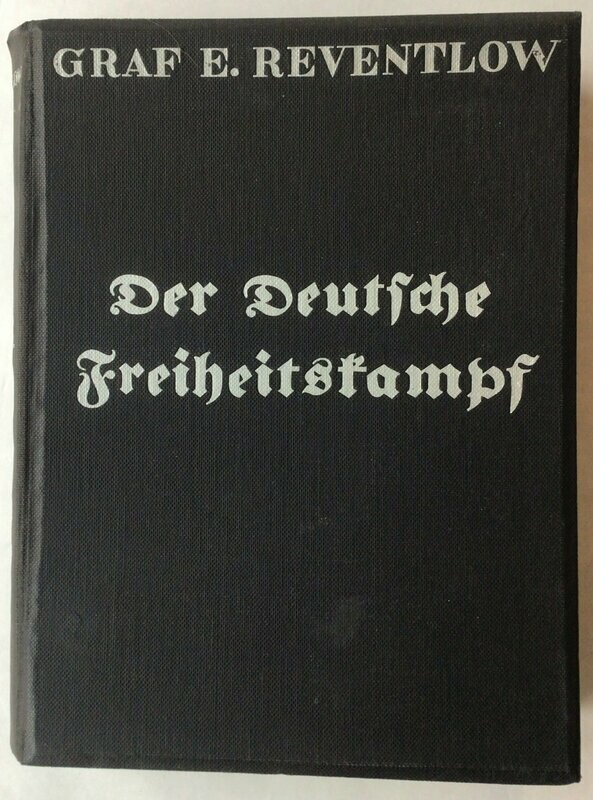 GRAF E. REVENTLOW
Der Deutſche
Freiheitskampf